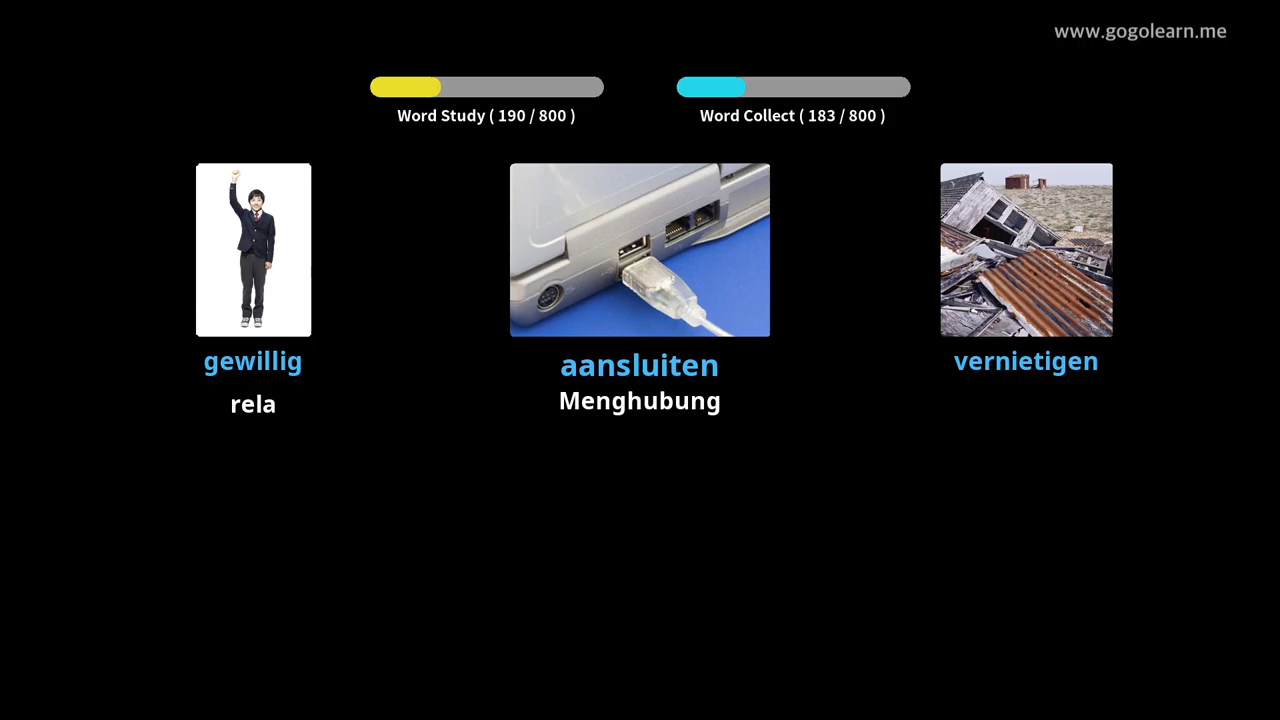 www.gogolearn.me
Word Study ( 190 / 800 )
Word Collect ( 183 / 800 )
gewillig
rela
aansluiten
Menghubung
vernietigen